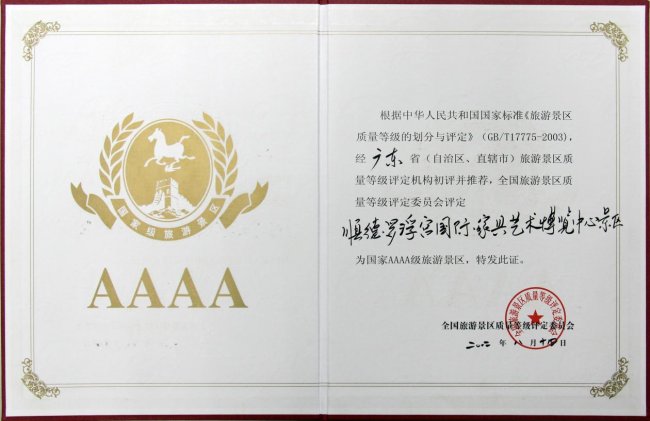 国家级旅游景区
AAAA
根据中华人民共和国国家标准《旅游景区
质量等级的划分与评定》（GB/T17775-2003),
经 广东 省（自治区、直辖市）旅游景区质
量等级评定机构初评并推荐，全国旅游景区质
量等级评定委员会评定
顺德·罗浮宫国际·家具艺术博览中心景区
为国家AAAA级旅游景区，特发此证。
全国旅游景区质量等级评定委员会
年 八 月 十四 日